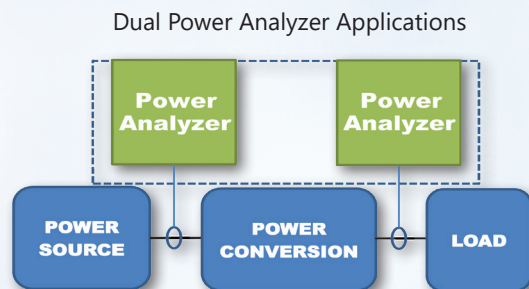 Dual Power Analyzer Applications
Power
Analyzer
Power
Analyzer
POWER
SOURCE
POWER
CONVERSION
LOAD